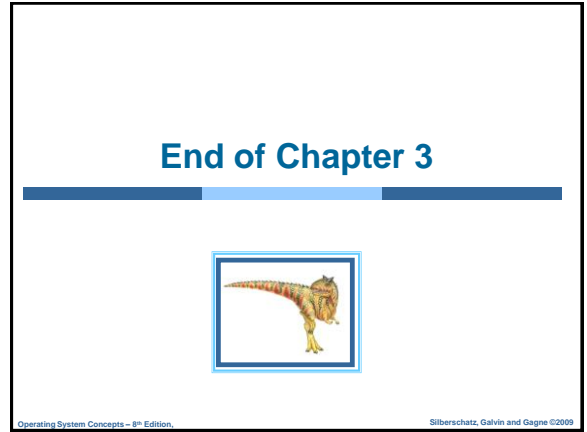 End of Chapter 3
Operating System Concepts – 8th Edition,
Silberschatz, Galvin and Gagne ©2009